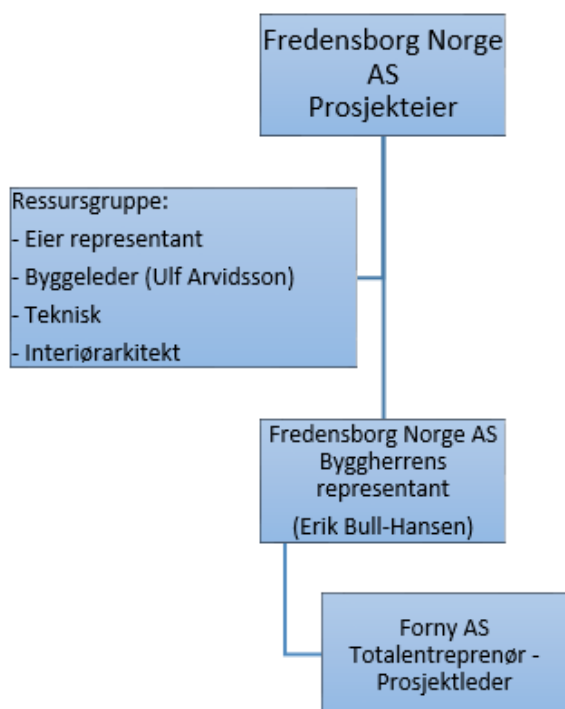 Fredensborg Norge
AS
Prosjekteier
Ressursgruppe:
- Eier representant
- Byggeleder (Ulf Arvidsson)
- Teknisk
- Interiørarkitekt
Fredensborg Norge AS
Byggherrens
representant
(Erik Bull-Hansen)
Forny AS
Totalentreprenør -
Prosjektleder